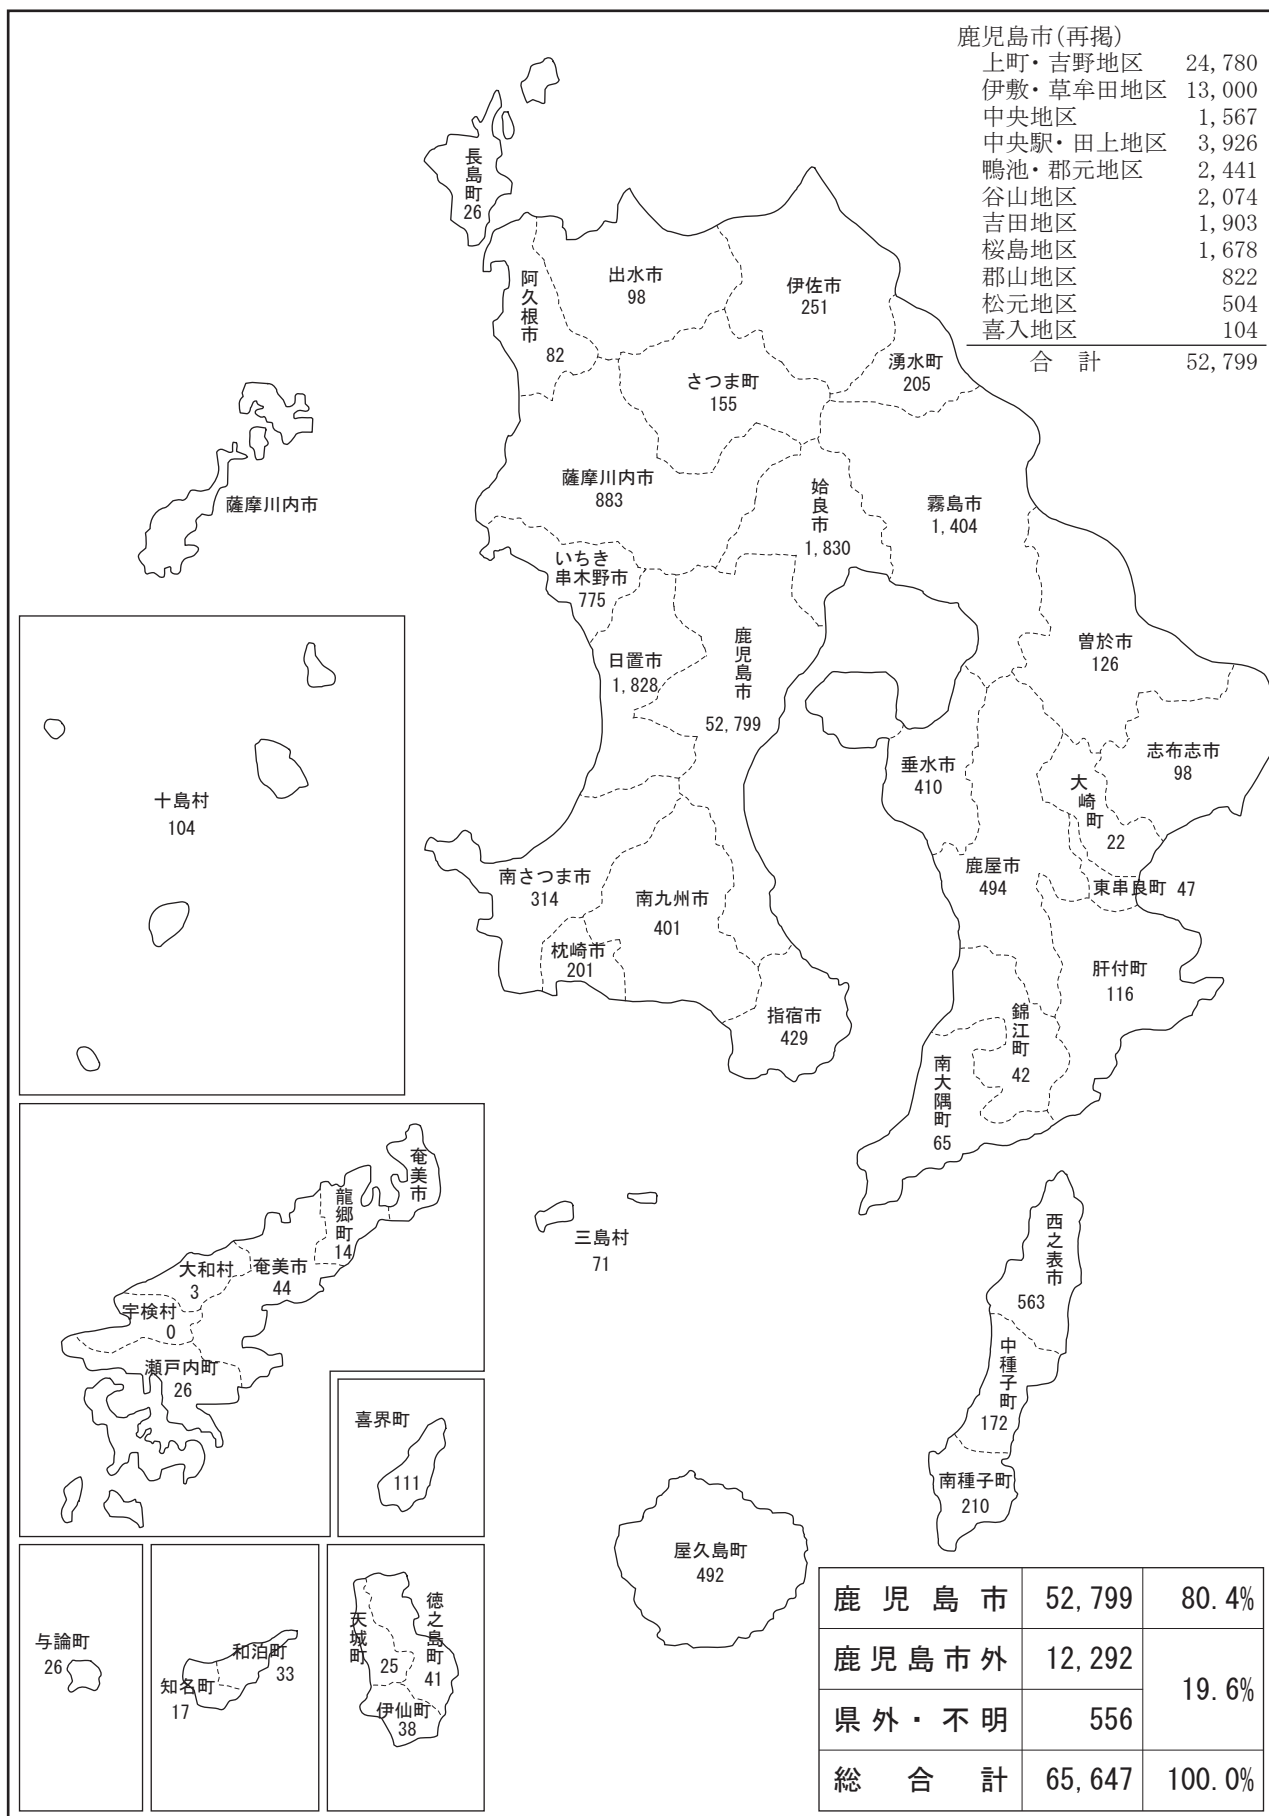 鹿児島市(再掲)
上町・吉野地区 24,780
伊敷・草牟田地区 13,000
中央地区 1,567
中央駅・田上地区 3,926
鴨池・郡元地区 2,441
谷山地区 2,074
吉田地区 1,903
桜島地区 1,678
郡山地区 822
松元地区 504
喜入地区 104
合計 52,799
長島町
26
出水市
98
阿久根市
82
伊佐市
251
湧水町
205
さつま町
155
薩摩川内市
883
薩摩川内市
姶良市
1,830
霧島市
1,404
いちき
串木野市
775
日置市
1,828
鹿児島市
52,799
曽於市
126
志布志市
98
垂水市
410
大崎町
22
鹿屋市
494
東串良町 47
十島村
104
南さつま市
314
南九州市
401
枕崎市
201
指宿市
429
肝付町
116
錦江町
42
南大隅町
65
三島村
71
奄美市
龍郷町
14
大和村
3
奄美市
44
宇検村
0
瀬戸内町
26
喜界町
111
西之表市
563
中種子町
172
南種子町
210
屋久島町
492
与論町
26
和泊町
33
知名町
17
天城町
25
徳之島町
41
伊仙町
38
鹿児島市 52,799 80.4%
鹿児島市外 12,292
19.6%
県外・不明 556
総合計 65,647 100.0%